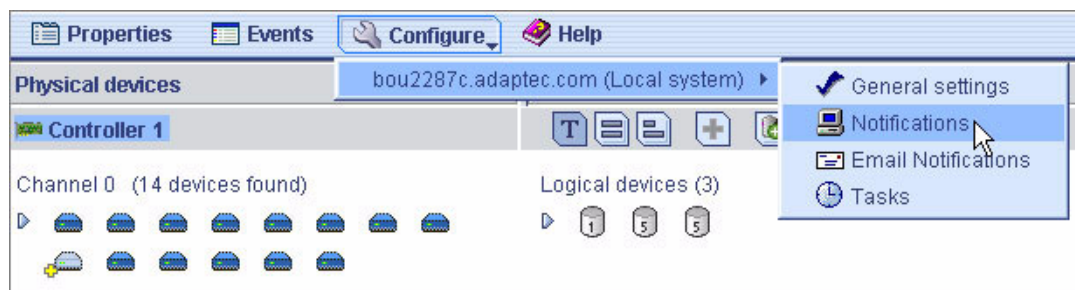 Properties Events Configure Help
Physical devices
bou2287c.adaptec.com (Local system)
General settings
Notifications
Email Notifications
Tasks
Controller 1
T
Channel 0 (14 devices found)
Logical devices (3)
1 5 5